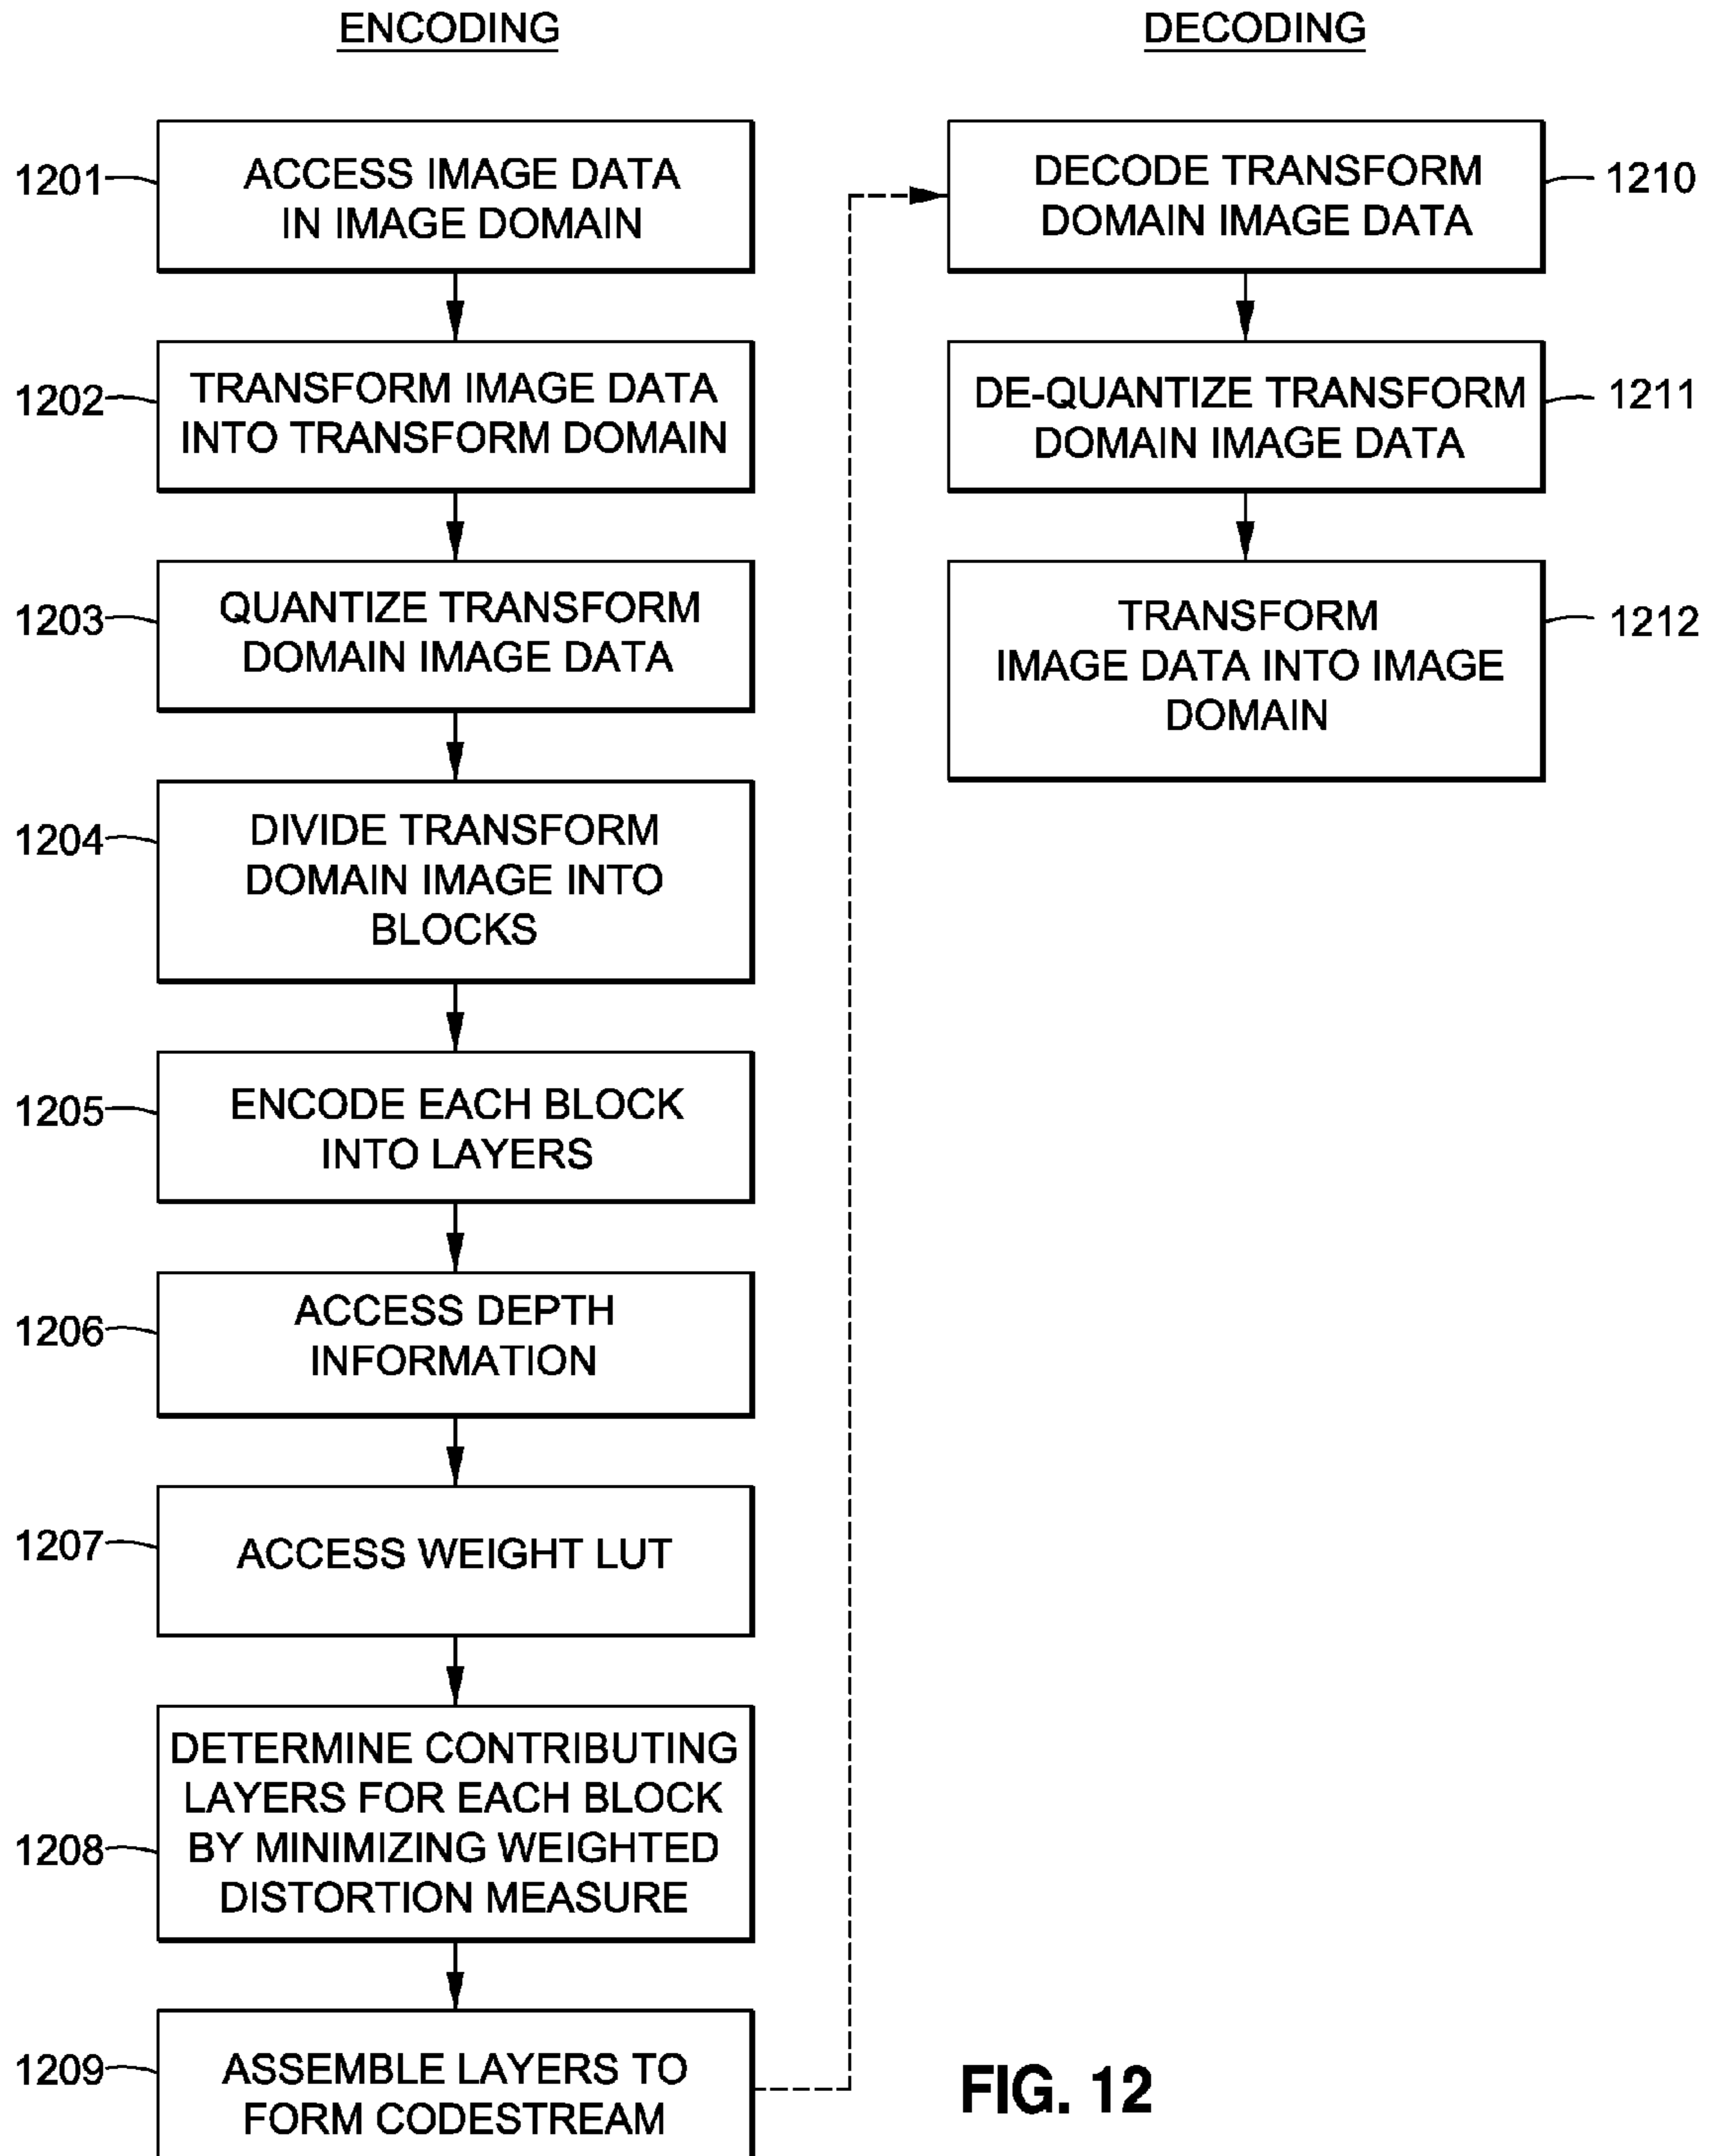 ENCODING
1201
ACCESS IMAGE DATA
IN IMAGE DOMAIN
1202
TRANSFORM IMAGE DATA
INTO TRANSFORM DOMAIN
1203
QUANTIZE TRANSFORM
DOMAIN IMAGE DATA
1204
DIVIDE TRANSFORM
DOMAIN IMAGE INTO
BLOCKS
1205
ENCODE EACH BLOCK
INTO LAYERS
1206
ACCESS DEPTH
INFORMATION
1207
ACCESS WEIGHT LUT
1208
DETERMINE CONTRIBUTING
LAYERS FOR EACH BLOCK
BY MINIMIZING WEIGHTED
DISTORTION MEASURE
1209
ASSEMBLE LAYERS TO
FORM CODESTREAM
DECODING
DECODE TRANSFORM
DOMAIN IMAGE DATA
1210
DE-QUANTIZE TRANSFORM
DOMAIN IMAGE DATA
1211
TRANSFORM
IMAGE DATA INTO IMAGE
DOMAIN
1212
FIG. 12